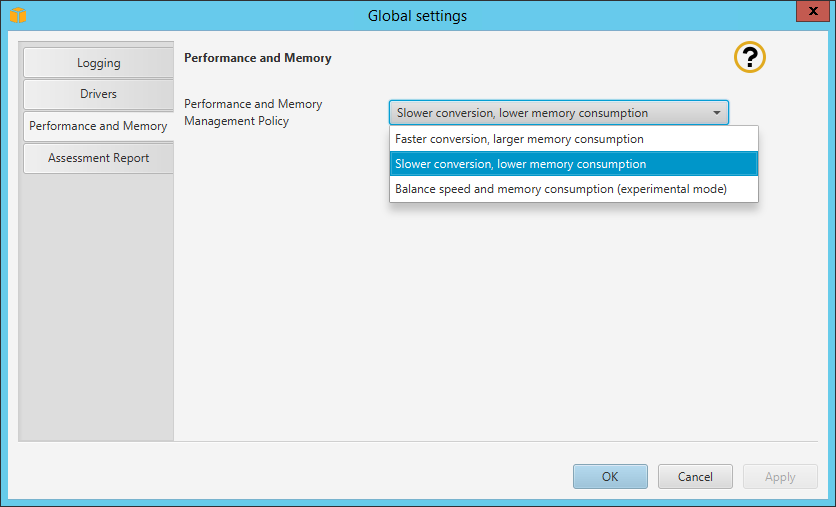 Global settings
x
Logging
Drivers
Performance and Memory
Assessment Report
Performance and Memory
?
Performance and Memory
Management Policy
Slower conversion, lower memory consumption
Faster conversion, larger memory consumption
Slower conversion, lower memory consumption
Balance speed and memory consumption (experimental mode)
OK
Cancel
Apply